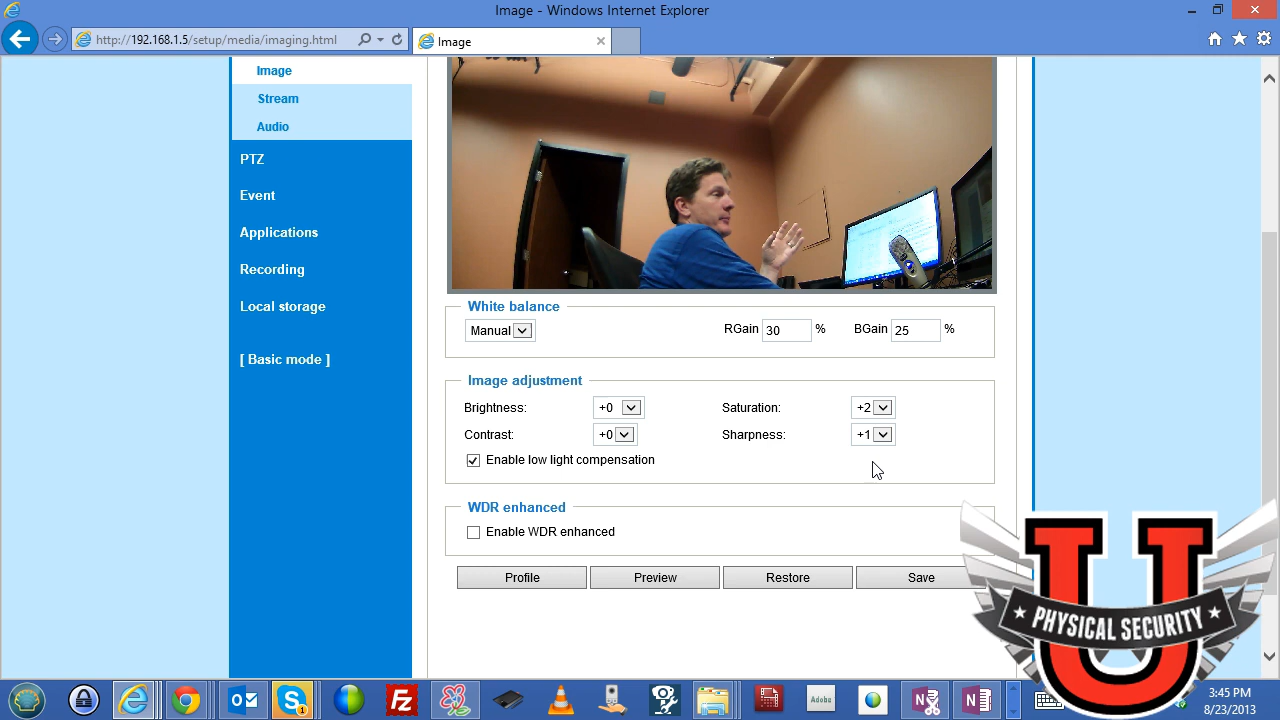 Image - Windows Internet Explorer
http://192.168.1.5/setup/media/imaging.html
Image
Image
Stream
Audio
PTZ
Event
Applications
Recording
Local storage
[ Basic mode ]
White balance
Manual
RGain 30 %
BGain 25 %
Image adjustment
Brightness: +0
Saturation: +2
Contrast: +0
Sharpness: +1
Enable low light compensation
WDR enhanced
Enable WDR enhanced
Profile
Preview
Restore
Save
U
PHYSICAL SECURITY
Adobe
3:45 PM
8/23/2013